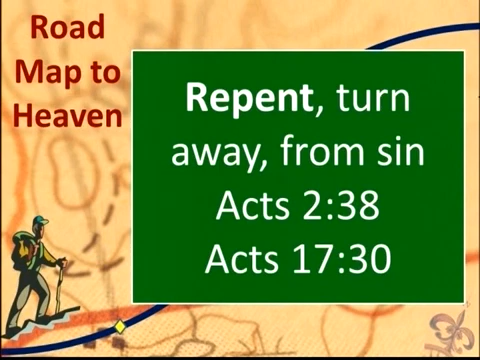 Road
Map to
Heaven
Repent, turn
away, from sin
Acts 2:38
Acts 17:30